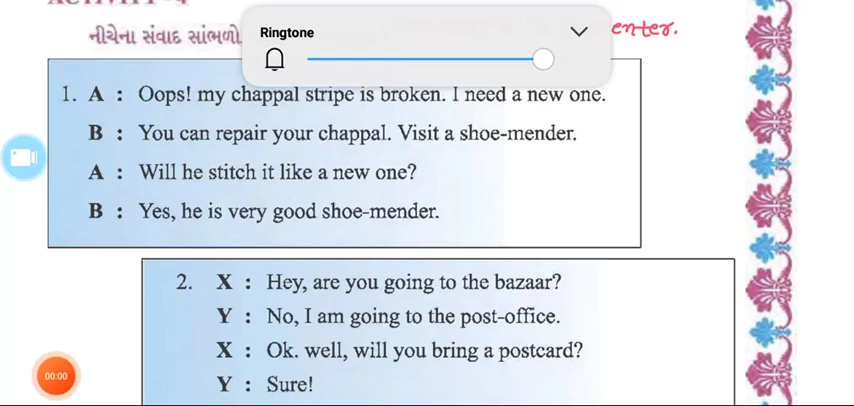 નીચેના સંવાદ સાંભળો
Ringtone
enter.
1. A : Oops! my chappal stripe is broken. I need a new one.
B : You can repair your chappal. Visit a shoe-mender.
A : Will he stitch it like a new one?
B : Yes, he is very good shoe-mender.
2. X : Hey, are you going to the bazaar?
Y : No, I am going to the post-office.
X : Ok. well, will you bring a postcard?
Y : Sure!
00:00